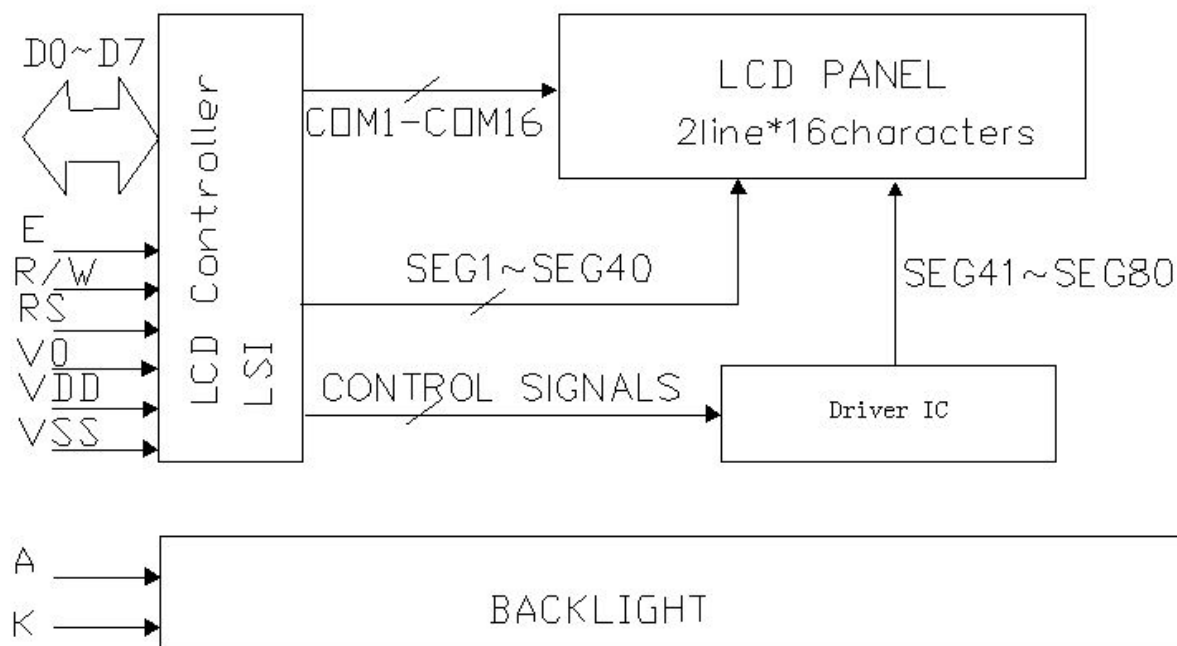 D0~D7
LCD Controller
LSI
COM1-COM16
LCD PANEL
2line*16characters
E
R/W
RS
V0
VDD
VSS
SEG1~SEG40
SEG41~SEG80
CONTROL SIGNALS
Driver IC
A
K
BACKLIGHT